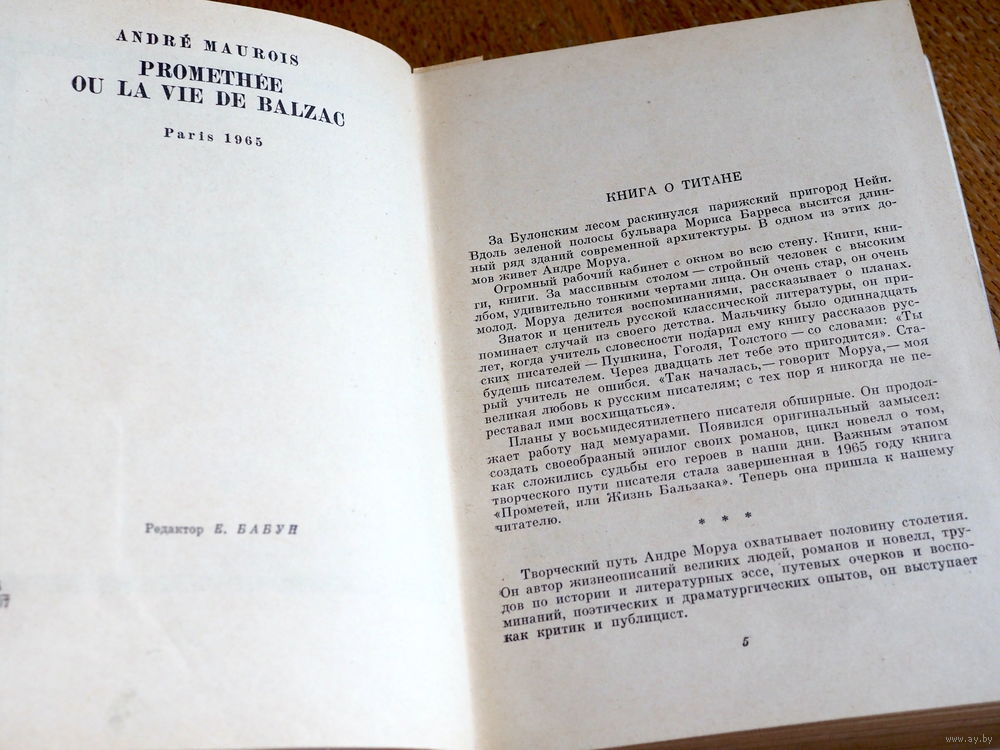 ANDRÉ MAUROIS
PROMETHÉE
OU LA VIE DE BALZAC
Paris 1965
Редактор Е. БАБУН
КНИГА О ТИТАНЕ
За Булонским лесом раскинулся парижский пригород Нейи.
Вдоль зеленой полосы бульвара Мориса Барреса высится длин-
ный ряд зданий современной архитектуры. В одном из этих до-
мов живет Андре Моруа.
Огромный рабочий кабинет с окном во всю стену. Книги, кни-
ги, книги. За массивным столом — стройный человек с высоким
лбом, удивительно тонкими чертами лица. Он очень стар, он очень
молод. Моруа делится воспоминаниями, рассказывает о планах.
Знаток и ценитель русской классической литературы, он при-
поминает случай из своего детства. Мальчику было одиннадцать
лет, когда учитель словесности подарил ему книгу рассказов рус-
ских писателей — Пушкина, Гоголя, Толстого — со словами: «Ты
будешь писателем. Через двадцать лет тебе это пригодится». Ста-
рый учитель не ошибся. «Так началась,— говорит Моруа,— моя
великая любовь к русским писателям; с тех пор я никогда не пе-
реставал ими восхищаться».
Планы у восьмидесятилетнего писателя обширные. Он продол-
жает работу над мемуарами. Появился оригинальный замысел:
создать своеобразный эпилог своих романов, цикл новелл о том,
как сложились судьбы его героев в наши дни. Важным этапом
творческого пути писателя стала завершенная в 1965 году книга
«Прометей, или Жизнь Бальзака». Теперь она пришла к нашему
читателю.
* * *
Творческий путь Андре Моруа охватывает половину столетия.
Он автор жизнеописаний великих людей, романов и новелл, тру-
дов по истории и литературных эссе, путевых очерков и воспо-
минаний, поэтических и драматургических опытов, он выступает
как критик и публицист.
5
www.ay.by